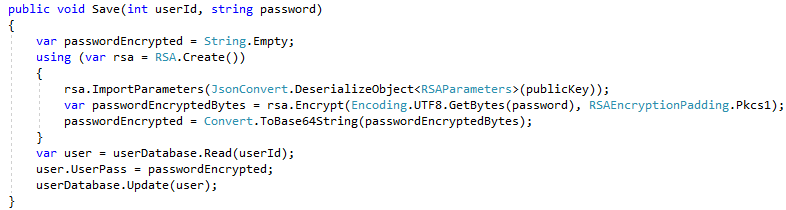 public void Save(int userId, string password)
{
    var passwordEncrypted = String.Empty;
    using (var rsa = RSA.Create())
    {
        rsa.ImportParameters(JsonConvert.DeserializeObject<RSAParameters>(publicKey));
        var passwordEncryptedBytes = rsa.Encrypt(Encoding.UTF8.GetBytes(password), RSAEncryptionPadding.Pkcs1);
        passwordEncrypted = Convert.ToBase64String(passwordEncryptedBytes);
    }
    var user = userDatabase.Read(userId);
    user.UserPass = passwordEncrypted;
    userDatabase.Update(user);
}